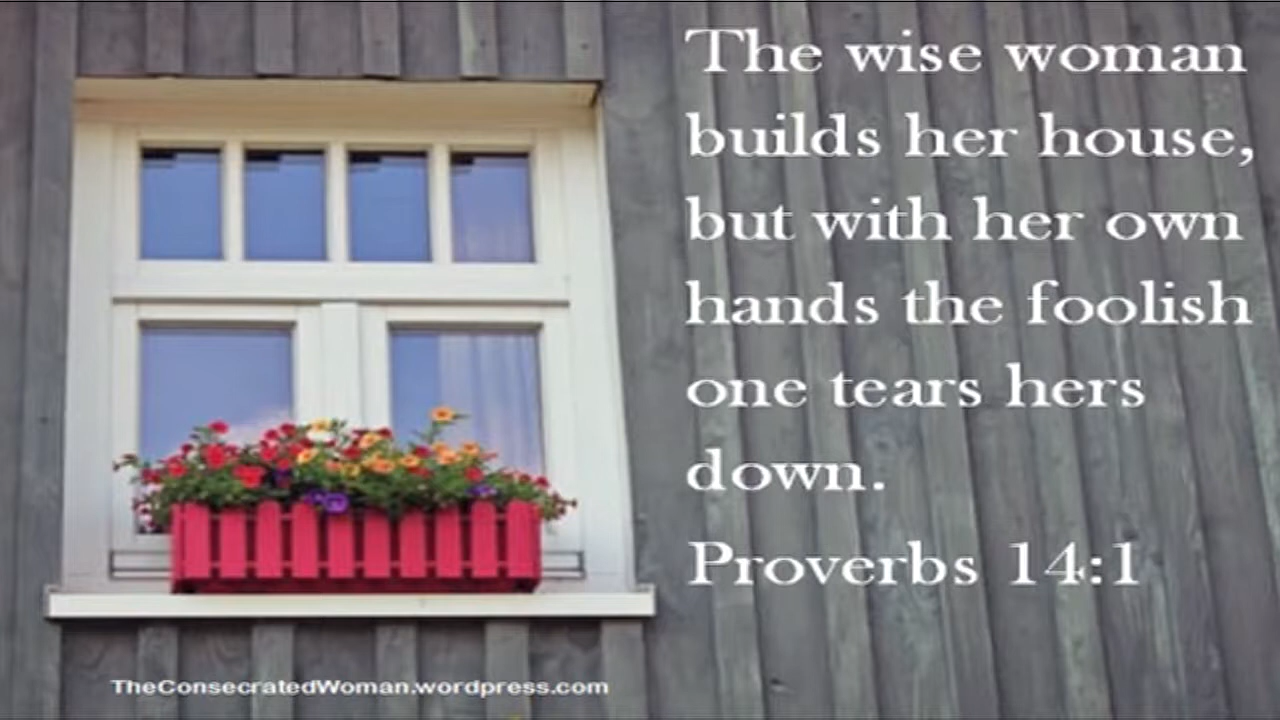 The wise woman
builds her house,
but with her own
hands the foolish
one tears hers
down.
Proverbs 14:1
TheConsecratedWoman.wordpress.com